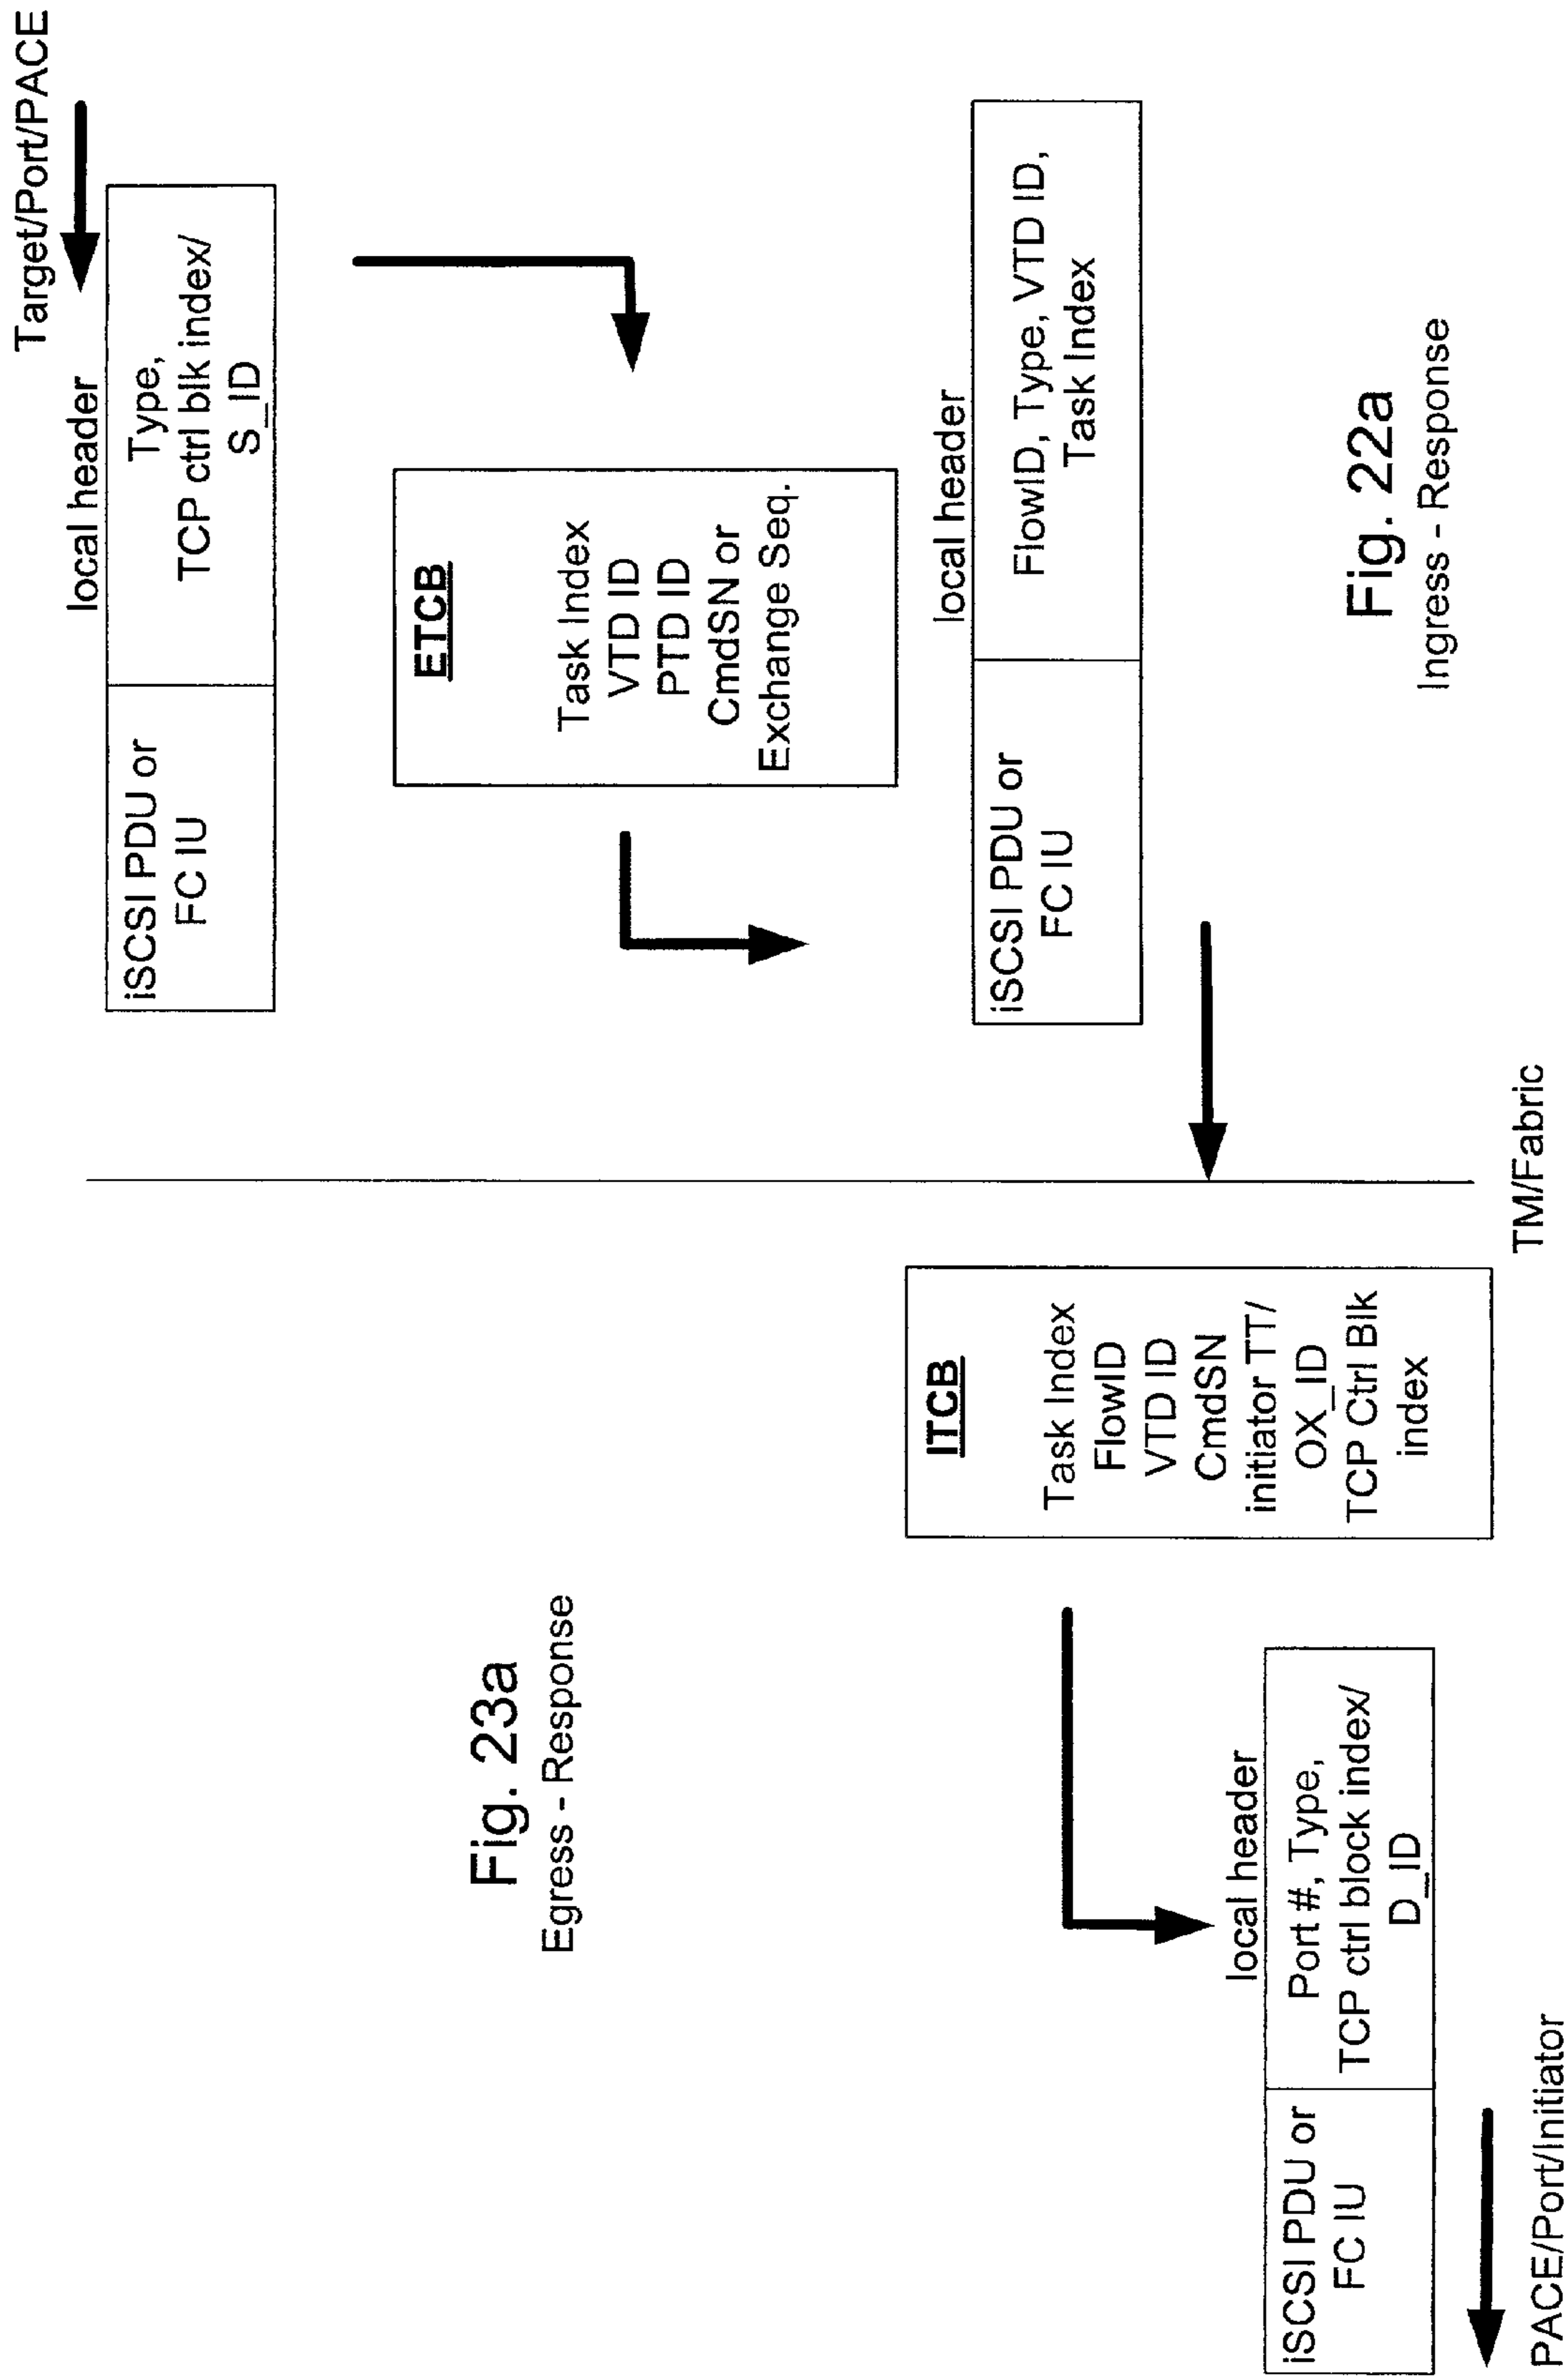 Target/Port/PACE
local header
iSCSI PDU or
FC IU
Type,
TCP ctrl blk index/
S_ID
ETCB
Task Index
VTD ID
PTD ID
CmdSN or
Exchange Seq.
local header
iSCSI PDU or
FC IU
FlowID, Type, VTD ID,
Task Index
Fig. 22a
Ingress - Response
TM/Fabric
Fig. 23a
Egress - Response
ITCB
Task Index
FlowID
VTD ID
CmdSN
initiator TT/
OX_ID
TCP Ctrl Blk
index
local header
iSCSI PDU or
FC IU
Port #, Type,
TCP ctrl block index/
D_ID
PACE/Port/Initiator